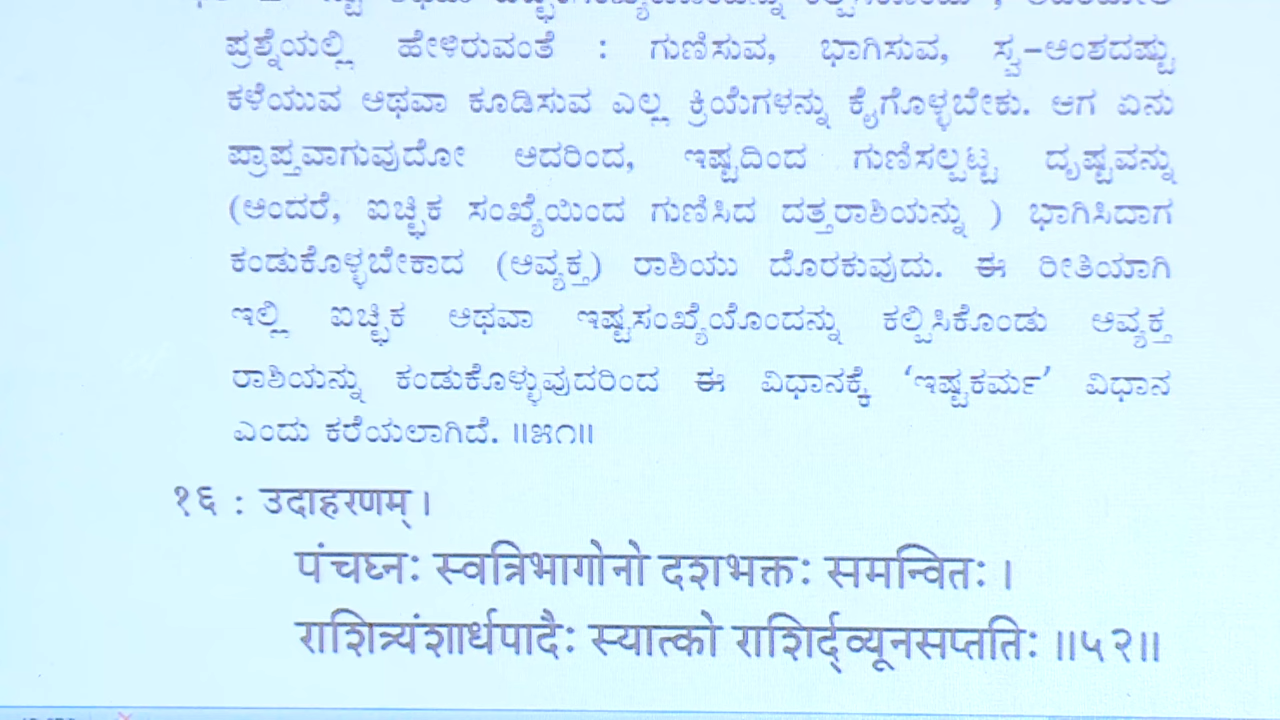 ಪ್ರಶ್ನೆಯಲ್ಲಿ ಹೇಳಿರುವಂತೆ : ಗುಣಿಸುವ, ಭಾಗಿಸುವ, ಸ್ವ-ಅಂಶದಷ್ಟು
ಕಳೆಯುವ ಅಥವಾ ಕೂಡಿಸುವ ಎಲ್ಲ ಕ್ರಿಯೆಗಳನ್ನು ಕೈಗೊಳ್ಳಬೇಕು. ಆಗ ಏನು
ಪ್ರಾಪ್ತವಾಗುವುದೋ ಅದರಿಂದ, ಇಷ್ಟದಿಂದ ಗುಣಿಸಲ್ಪಟ್ಟ ದೃಷ್ಟವನ್ನು
(ಅಂದರೆ, ಐಚ್ಛಿಕ ಸಂಖ್ಯೆಯಿಂದ ಗುಣಿಸಿದ ದತ್ತರಾಶಿಯನ್ನು ) ಭಾಗಿಸಿದಾಗ
ಕಂಡುಕೊಳ್ಳಬೇಕಾದ (ಅವ್ಯಕ್ತ) ರಾಶಿಯು ದೊರಕುವುದು. ಈ ರೀತಿಯಾಗಿ
ಇಲ್ಲಿ ಐಚ್ಛಿಕ ಅಥವಾ ಇಷ್ಟಸಂಖ್ಯೆಯೊಂದನ್ನು ಕಲ್ಪಿಸಿಕೊಂಡು ಅವ್ಯಕ್ತ
ರಾಶಿಯನ್ನು ಕಂಡುಕೊಳ್ಳುವುದರಿಂದ ಈ ವಿಧಾನಕ್ಕೆ ‘ಇಷ್ಟಕರ್ಮ’ ವಿಧಾನ
ಎಂದು ಕರೆಯಲಾಗಿದೆ. ॥೫೧॥
१६ : उदाहरणम् ।
पंचघ्नः स्वत्रिभागोनो दशभक्तः समन्वितः ।
राशित्र्यंशार्धपादैः स्यात्को राशिर्द्व्यूनसप्ततिः ॥५२॥